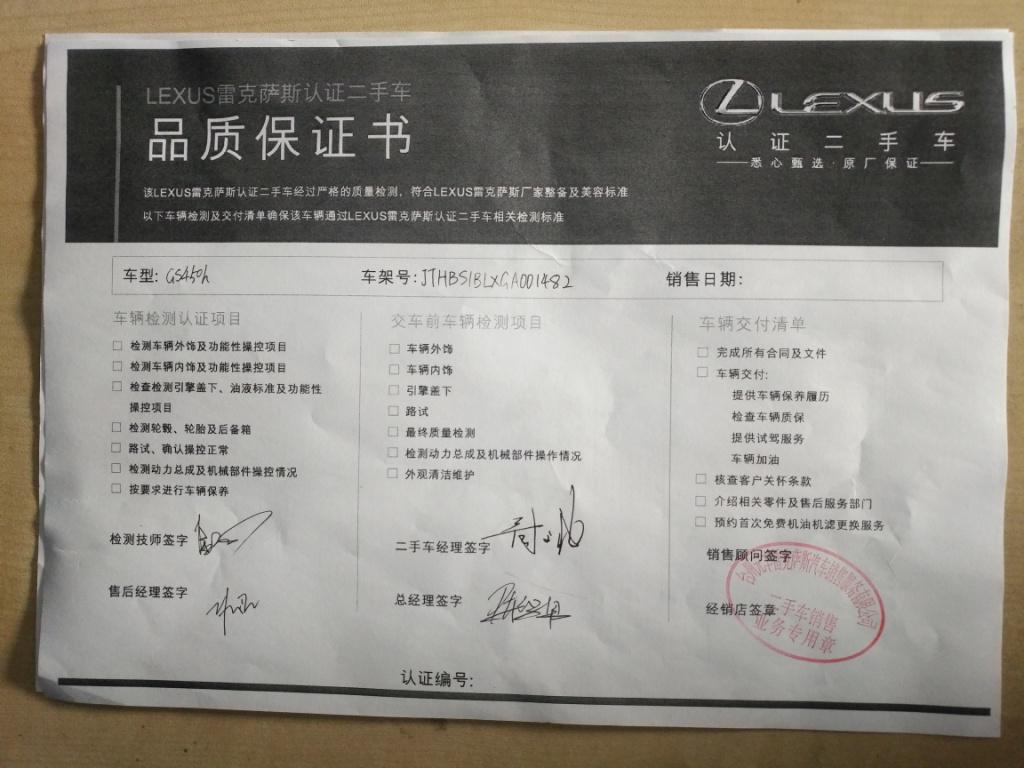 LEXUS雷克萨斯认证二手车
品质保证书
LEXUS
认证二手车
悉心甄选·原厂保证
该LEXUS雷克萨斯认证二手车经过严格的质量检测，符合LEXUS雷克萨斯厂家整备及美容标准
以下车辆检测及交付清单确保该车辆通过LEXUS雷克萨斯认证二手车相关检测标准
车型: GS450h 车架号: JTHBS1BLXGA001482 销售日期:
车辆检测认证项目
检测车辆外饰及功能性操控项目
检测车辆内饰及功能性操控项目
检查检测引擎盖下、油液标准及功能性
操控项目
检测轮毂、轮胎及后备箱
路试、确认操控正常
检测动力总成及机械部件操控情况
按要求进行车辆保养
检测技师签字
售后经理签字
交车前车辆检测项目
车辆外饰
车辆内饰
引擎盖下
路试
最终质量检测
检测动力总成及机械部件操作情况
外观清洁维护
二手车经理签字
总经理签字
车辆交付清单
完成所有合同及文件
车辆交付:
提供车辆保养履历
检查车辆质保
提供试驾服务
车辆加油
核查客户关怀条款
介绍相关零件及售后服务部门
预约首次免费机油机滤更换服务
销售顾问签字
经销店签章
雷克萨斯汽车销售服务有限公司
二手车销售
业务专用章
认证编号: